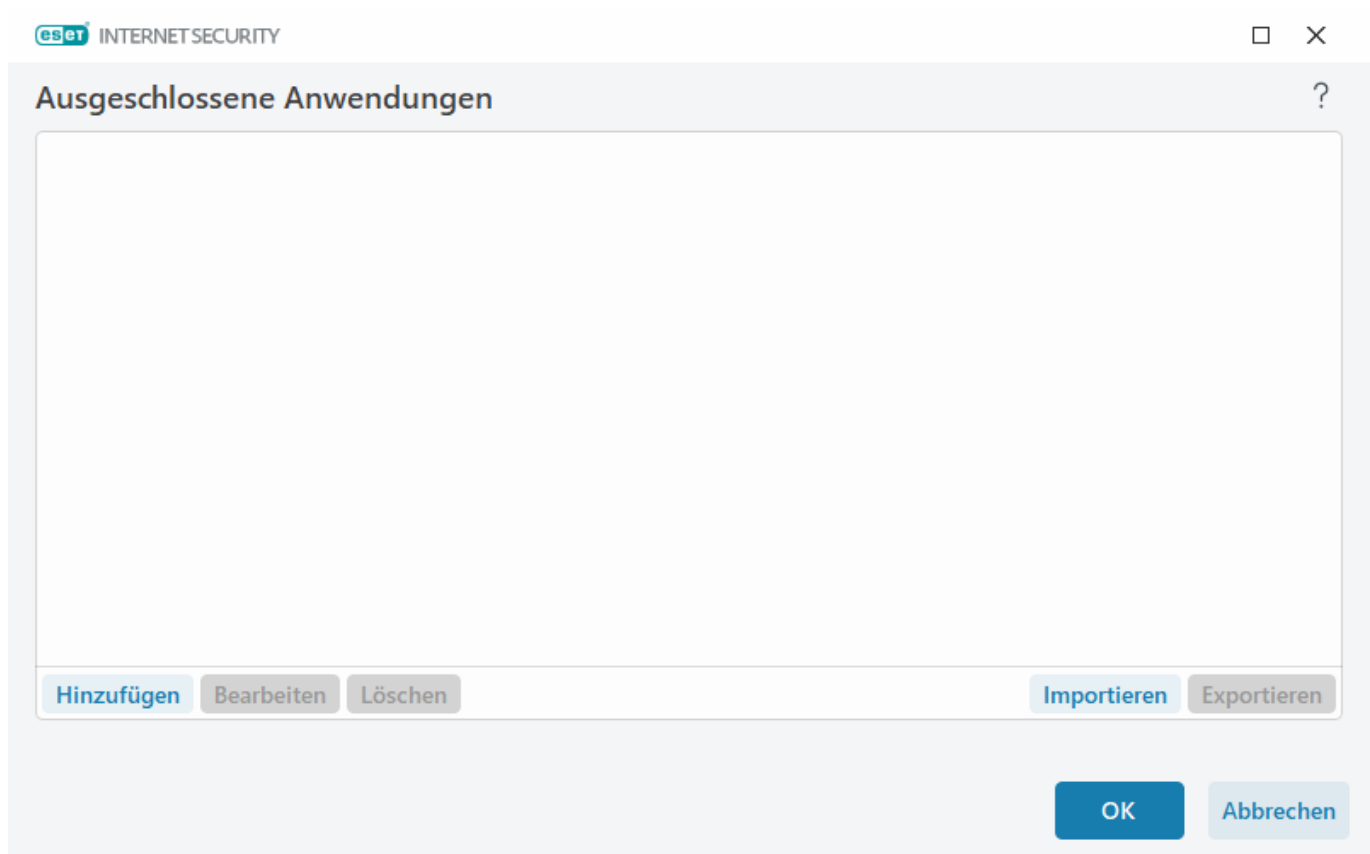 eset INTERNET SECURITY
Ausgeschlossene Anwendungen ?
Hinzufügen Bearbeiten Löschen Importieren Exportieren
OK Abbrechen